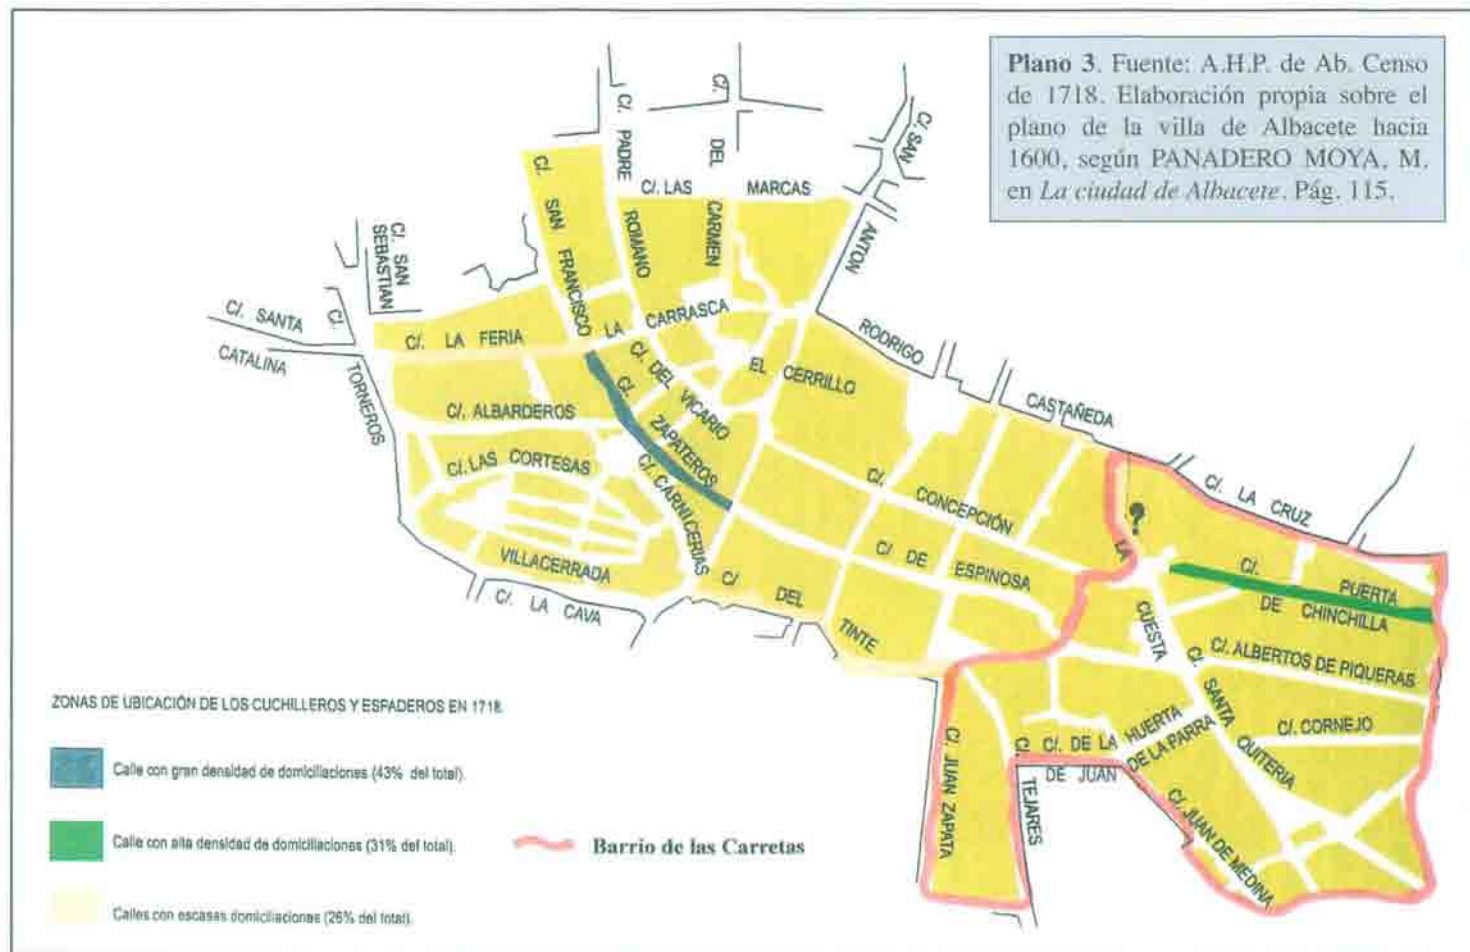 Plano 3. Fuente: A.H.P. de Ab. Censo
de 1718. Elaboración propia sobre el
plano de la villa de Albacete hacia
1600, según PANADERO MOYA, M.
en La ciudad de Albacete. Pág. 115.
C/. PADRE
ROMANO
C/. DEL
CARMEN
C/. SAN
ANTON
C/. LAS MARCAS
C/. SAN FRANCISCO
C/. SAN
SEBASTIAN
C/. SANTA
CATALINA
C/.
TORNEROS
C/. LA FERIA
LA CARRASCA
C/. DEL VICARIO
EL CERRILLO
RODRIGO
CASTAÑEDA
C/. ALBARDEROS
C/. ZAPATEROS
C/. LAS CORTESAS
C/. CARNICERIAS
VILLACERRADA
C/. LA CAVA
C/. CONCEPCIÓN
C/. DE ESPINOSA
C/ DEL
TINTE
C/. LA CRUZ
?
LA
CUESTA
C/. PUERTA
DE CHINCHILLA
C/. ALBERTOS DE PIQUERAS
C/. SANTA QUITERIA
C/. CORNEJO
C/. DE LA HUERTA
DE LA PARRA
DE JUAN
C/. JUAN ZAPATA
C/.
TEJARES
C/. JUAN DE MEDINA
ZONAS DE UBICACIÓN DE LOS CUCHILLEROS Y ESPADEROS EN 1718.
Calle con gran densidad de domiciliaciones (43% del total).
Calle con alta densidad de domiciliaciones (31% del total).
Barrio de las Carretas
Calles con escasas domiciliaciones (26% del total).